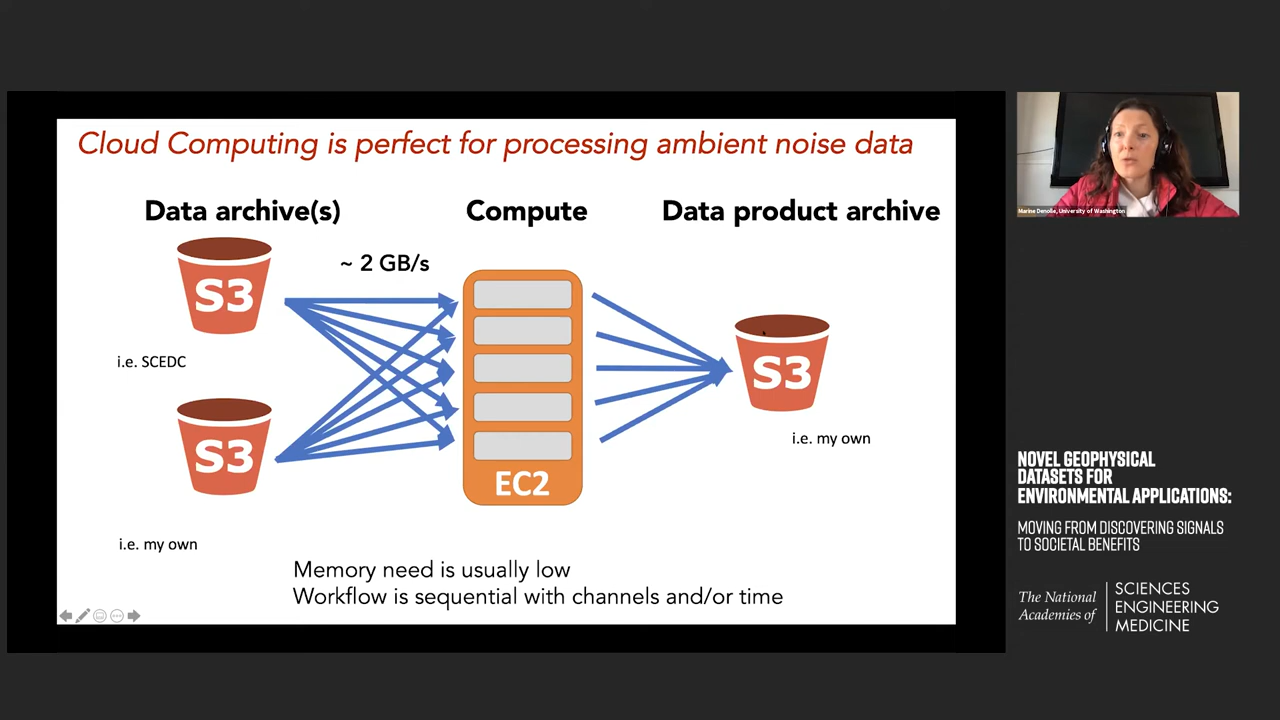 Cloud Computing is perfect for processing ambient noise data
Data archive(s)
Compute
Data product archive
~ 2 GB/s
S3
i.e. SCEDC
S3
i.e. my own
EC2
S3
i.e. my own
Memory need is usually low
Workflow is sequential with channels and/or time
Marine Denolle, University of Washington
NOVEL GEOPHYSICAL
DATASETS FOR
ENVIRONMENTAL APPLICATIONS:
MOVING FROM DISCOVERING SIGNALS
TO SOCIETAL BENEFITS
The National
Academies of
SCIENCES
ENGINEERING
MEDICINE